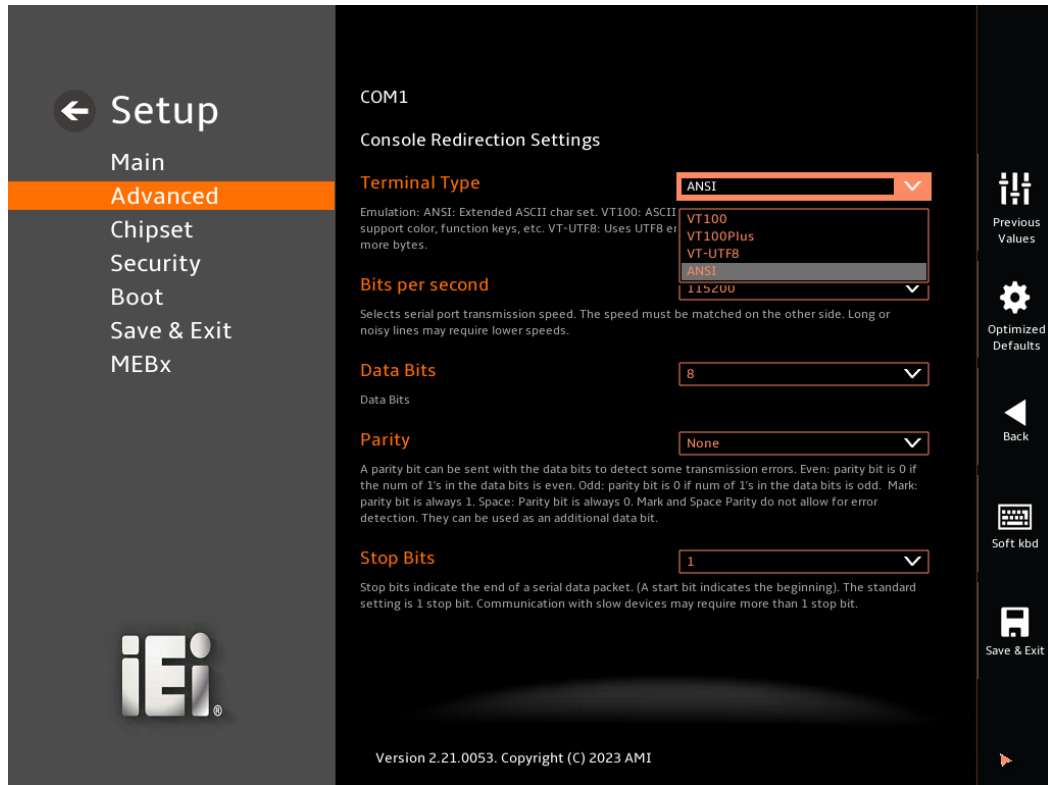 Setup
Main
Advanced
Chipset
Security
Boot
Save & Exit
MEBx
iEi®
COM1
Console Redirection Settings
Terminal Type
ANSI
Emulation: ANSI: Extended ASCII char set. VT100: ASCII
support color, function keys, etc. VT-UTF8: Uses UTF8
more bytes.
VT100
VT100Plus
VT-UTF8
ANSI
Bits per second
115200
Selects serial port transmission speed. The speed must be matched on the other side. Long or
noisy lines may require lower speeds.
Data Bits
8
Data Bits
Parity
None
A parity bit can be sent with the data bits to detect some transmission errors. Even: parity bit is 0 if
the num of 1's in the data bits is even. Odd: parity bit is 0 if num of 1's in the data bits is odd. Mark:
parity bit is always 1. Space: Parity bit is always 0. Mark and Space Parity do not allow for error
detection. They can be used as an additional data bit.
Stop Bits
1
Stop bits indicate the end of a serial data packet. (A start bit indicates the beginning). The standard
setting is 1 stop bit. Communication with slow devices may require more than 1 stop bit.
Version 2.21.0053. Copyright (C) 2023 AMI
Previous
Values
Optimized
Defaults
Back
Soft kbd
Save & Exit